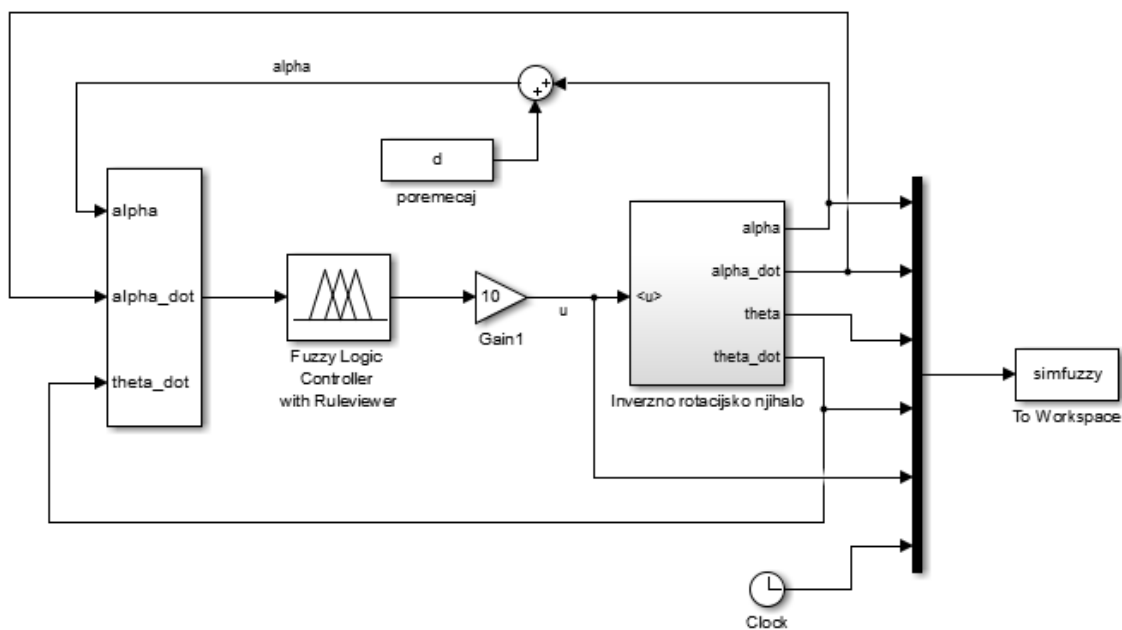 alpha
+
+
d
poremecaj
alpha
alpha_dot
theta_dot
Fuzzy Logic
Controller
with Ruleviewer
10
Gain1
u
<u>
alpha
alpha_dot
theta
theta_dot
Inverzno rotacijsko njihalo
simfuzzy
To Workspace
Clock